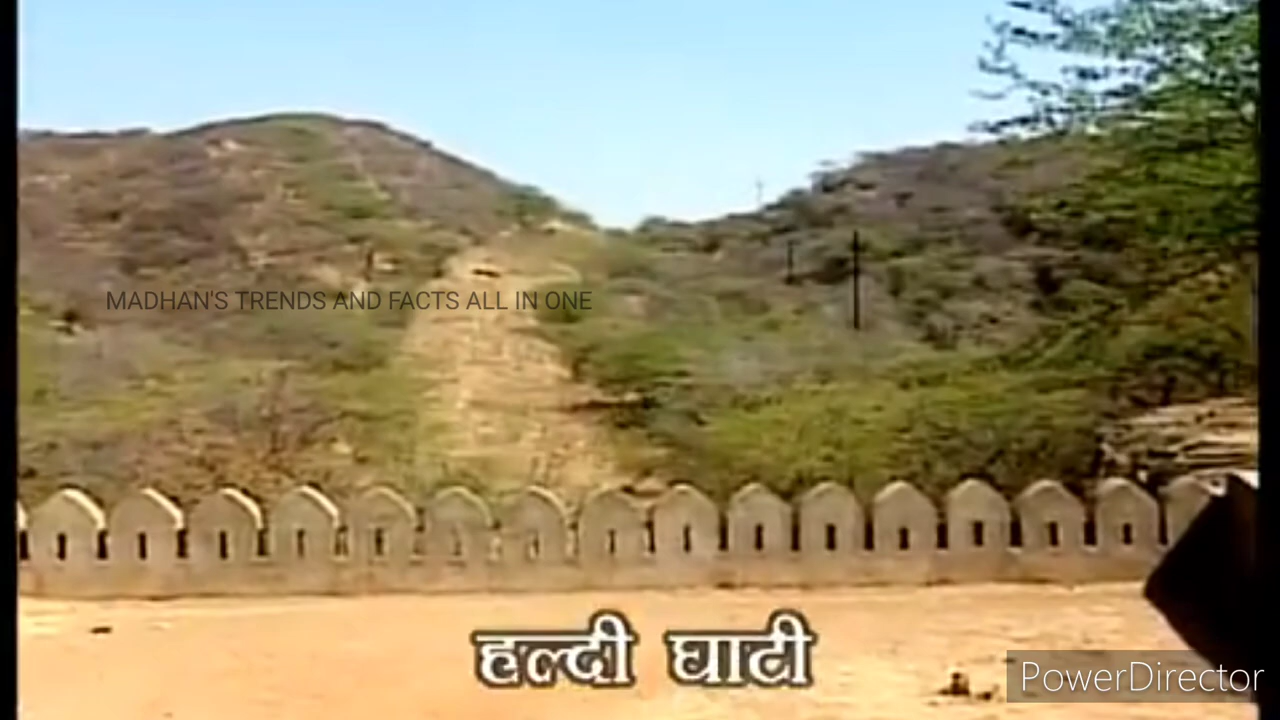 MADHAN'S TRENDS AND FACTS ALL IN ONE
हल्दी घाटी
PowerDirector